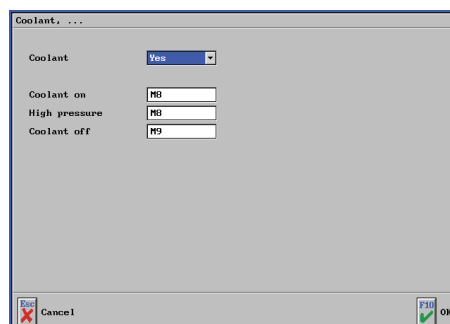 Coolant, ...
Coolant Yes
Coolant on M8
High pressure M8
Coolant off M9
Esc Cancel F10 OK